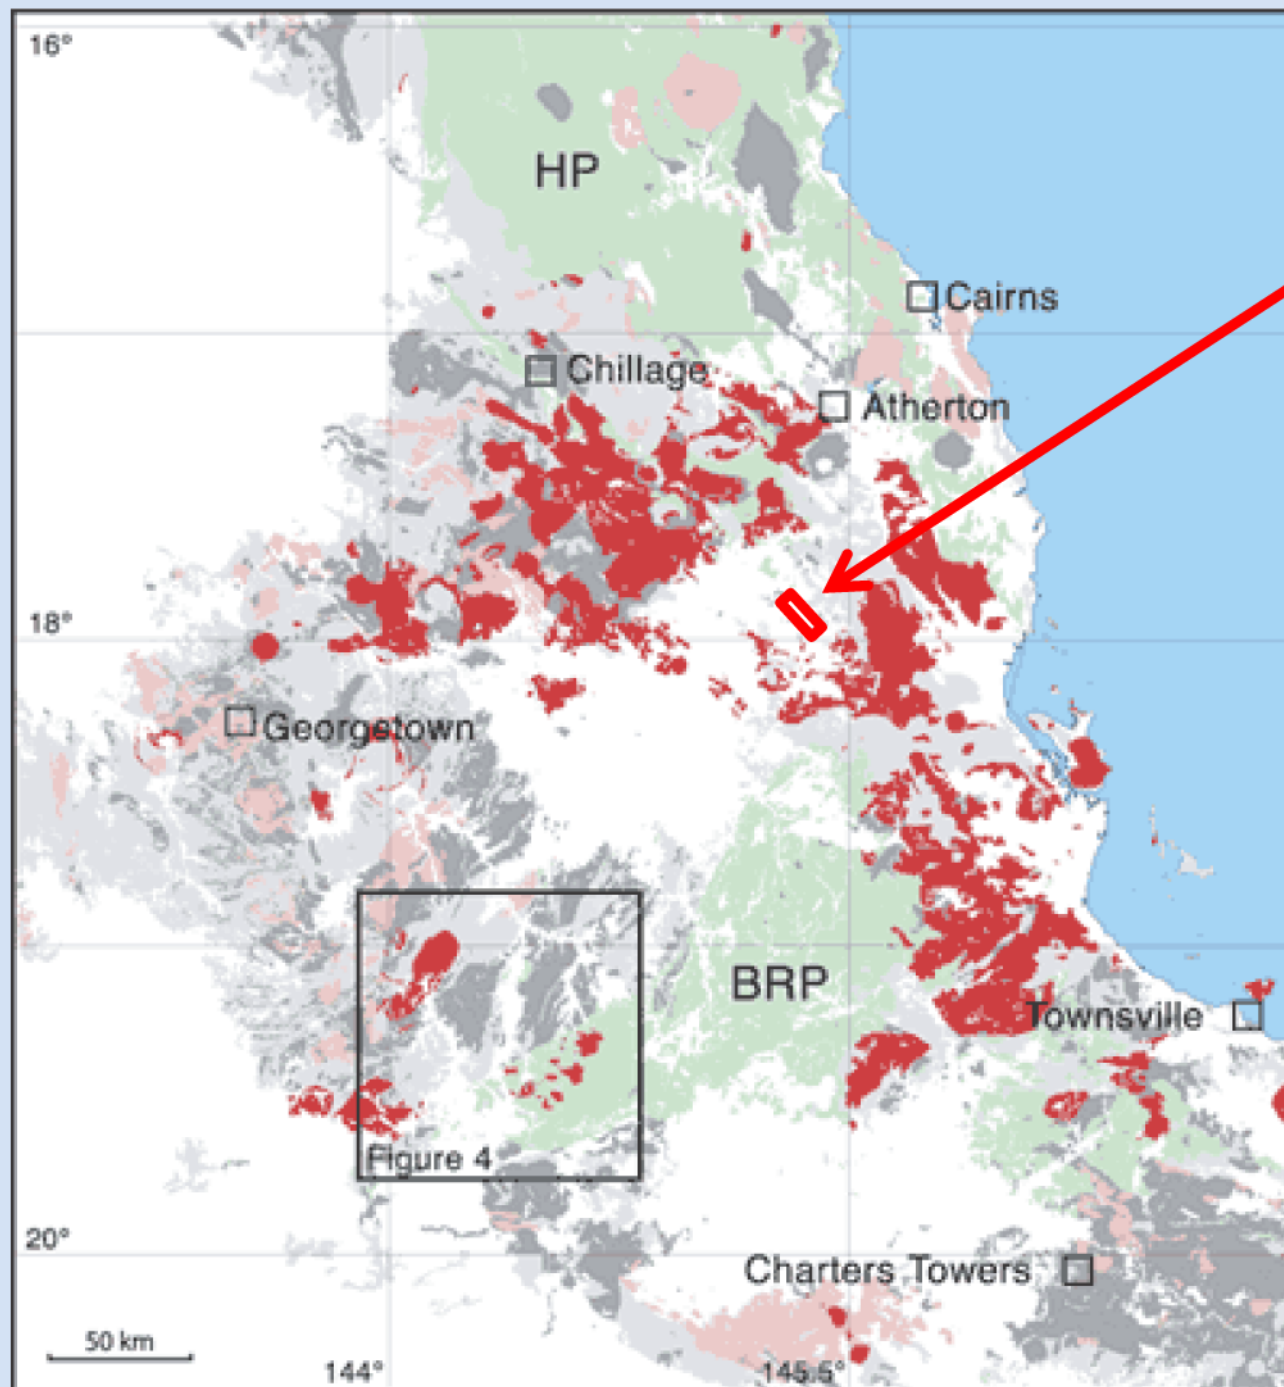 16°
HP
Cairns
Chillage
Atherton
18°
Georgetown
BRP
Townsville
Figure 4
20°
Charters Towers
50 km
144°
145.5°